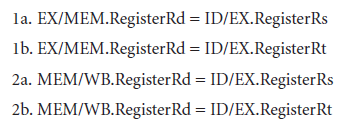 1a. EX/MEM.RegisterRd = ID/EX.RegisterRs
1b. EX/MEM.RegisterRd = ID/EX.RegisterRt
2a. MEM/WB.RegisterRd = ID/EX.RegisterRs
2b. MEM/WB.RegisterRd = ID/EX.RegisterRt